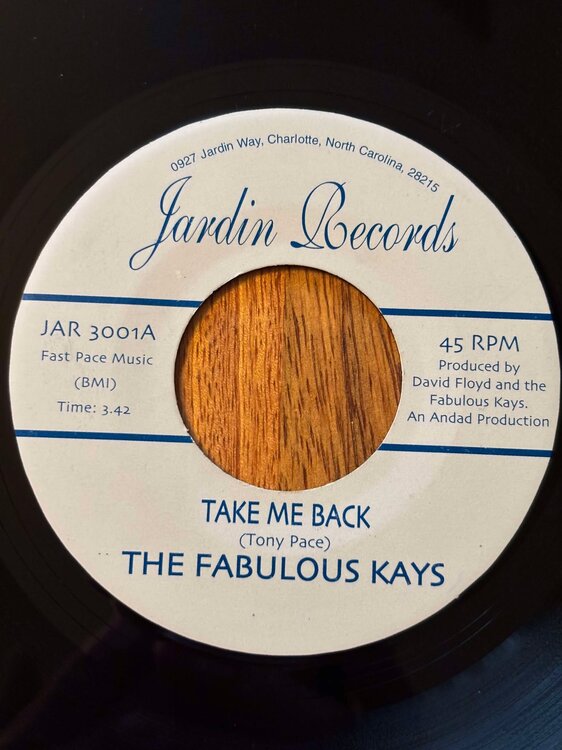 0927 Jardin Way, Charlotte, North Carolina, 28215
Jardin Records
JAR 3001A
Fast Pace Music
(BMI)
Time: 3.42
45 RPM
Produced by
David Floyd and the
Fabulous Kays.
An Andad Production
TAKE ME BACK
(Tony Pace)
THE FABULOUS KAYS